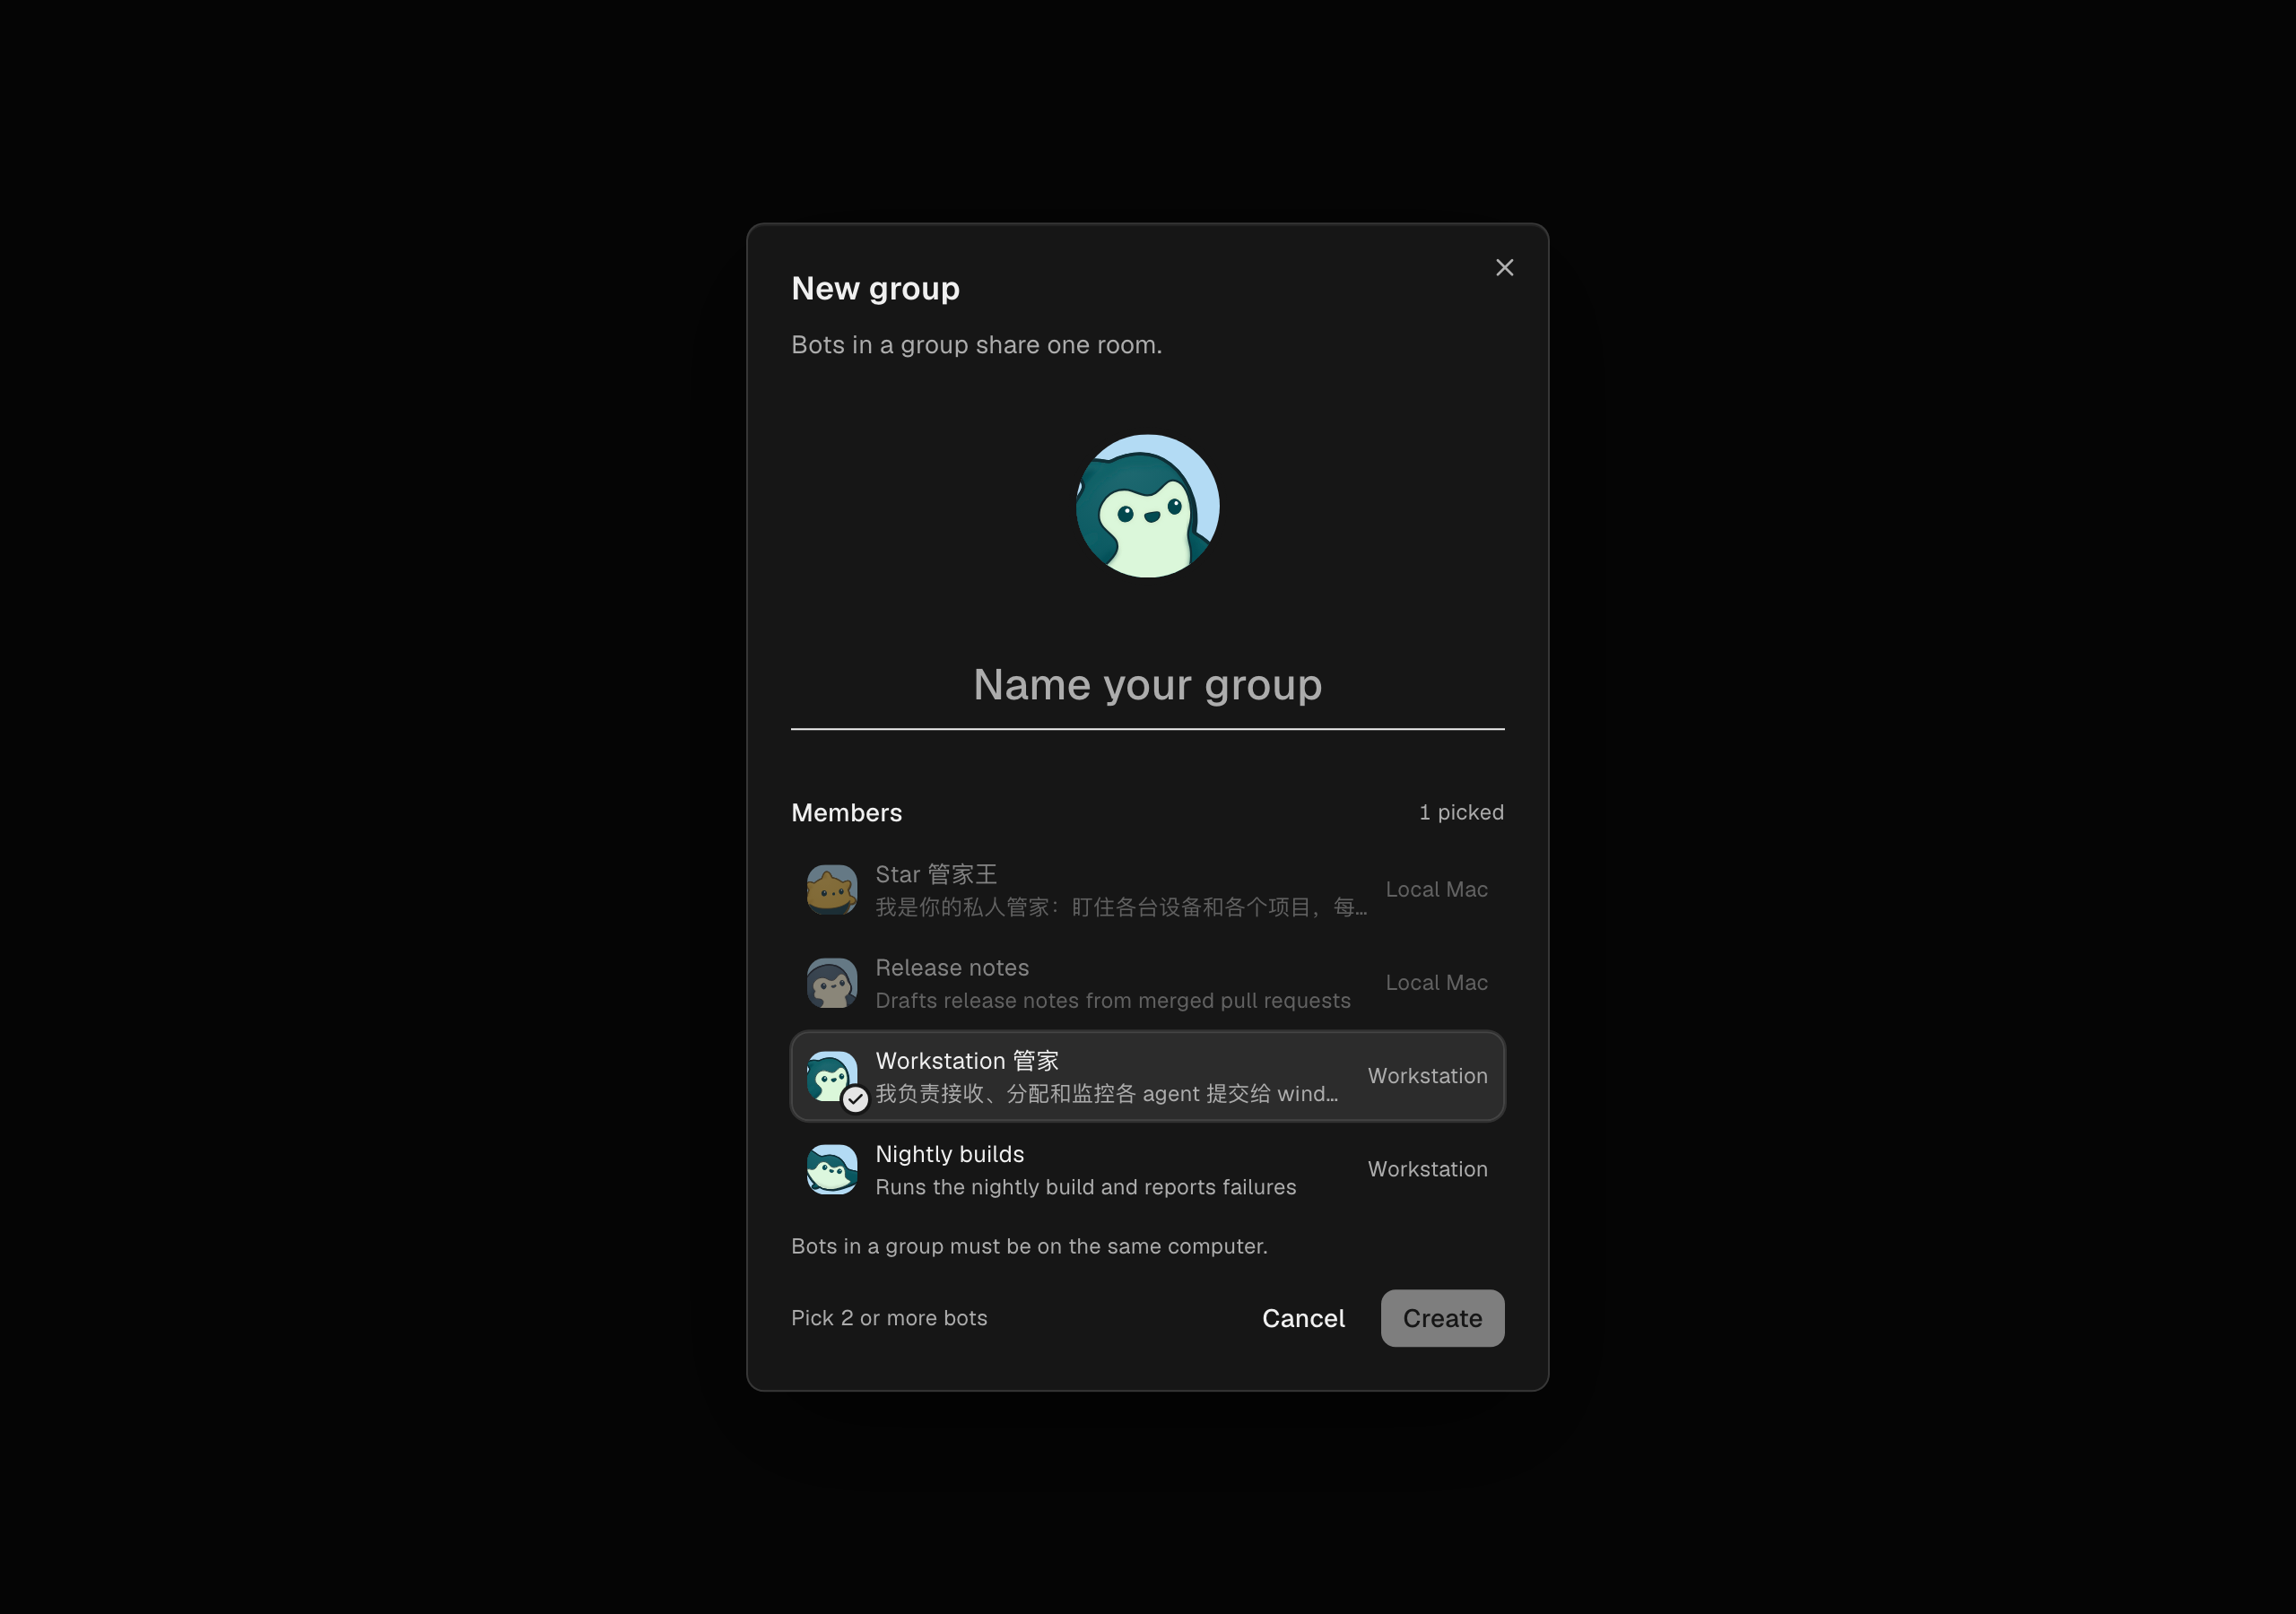 New group
Bots in a group share one room.
Name your group
Members
1 picked
Star 管家王
我是你的私人管家：盯住各台设备和各个项目，每…
Local Mac
Release notes
Drafts release notes from merged pull requests
Local Mac
Workstation 管家
我负责接收、分配和监控各 agent 提交给 wind…
Workstation
Nightly builds
Runs the nightly build and reports failures
Workstation
Bots in a group must be on the same computer.
Pick 2 or more bots
Cancel
Create